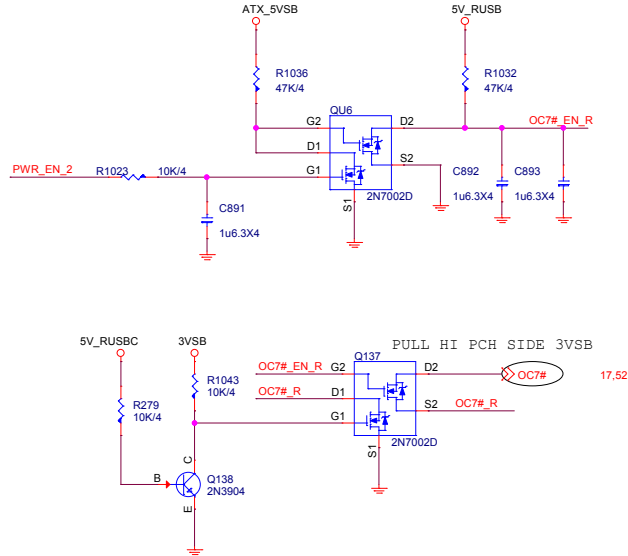 ATX_5VSB
5V_RUSB
R1036
47K/4
R1032
47K/4
QU6
G2
D2
OC7#_EN_R
D1
S2
PWR_EN_2
R1023
10K/4
G1
C892
C893
2N7002D
1u6.3X4
1u6.3X4
C891
1u6.3X4
S1
5V_RUSBC
3VSB
PULL HI PCH SIDE 3VSB
Q137
OC7#_EN_R
G2
D2
OC7#
17,52
R1043
10K/4
OC7#_R
D1
R279
10K/4
S2
OC7#_R
G1
2N7002D
S1
C
B
Q138
2N3904
E